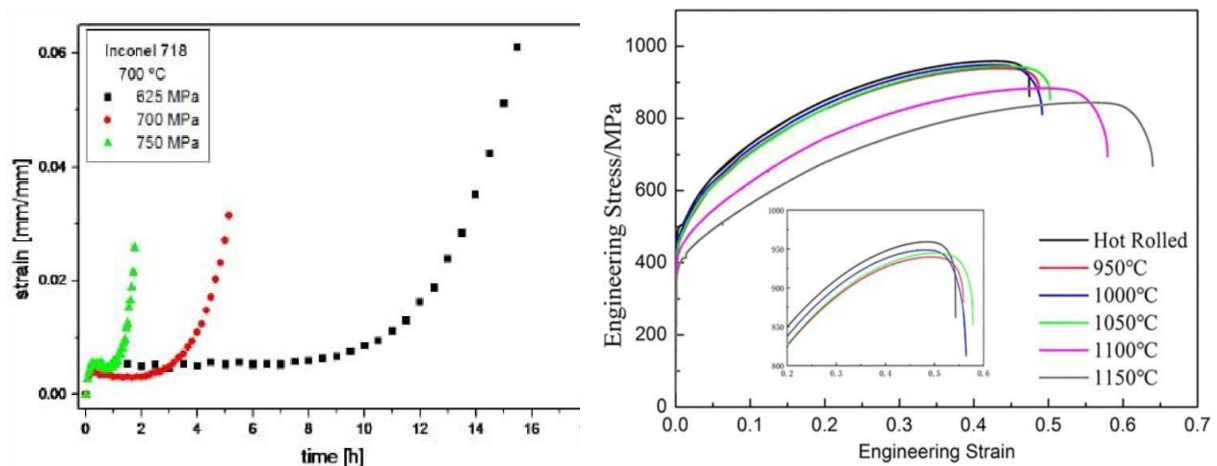 Inconel 718
700 ºC
625 MPa
700 MPa
750 MPa
0.06
0.04
0.02
0.00
strain [mm/mm]
0 2 4 6 8 10 12 14 16
time [h]
1000
800
600
400
200
0
Engineering Stress/MPa
1000
950
900
850
800
0.2 0.3 0.4 0.5 0.6
Hot Rolled
950℃
1000℃
1050℃
1100℃
1150℃
0.0 0.1 0.2 0.3 0.4 0.5 0.6 0.7
Engineering Strain